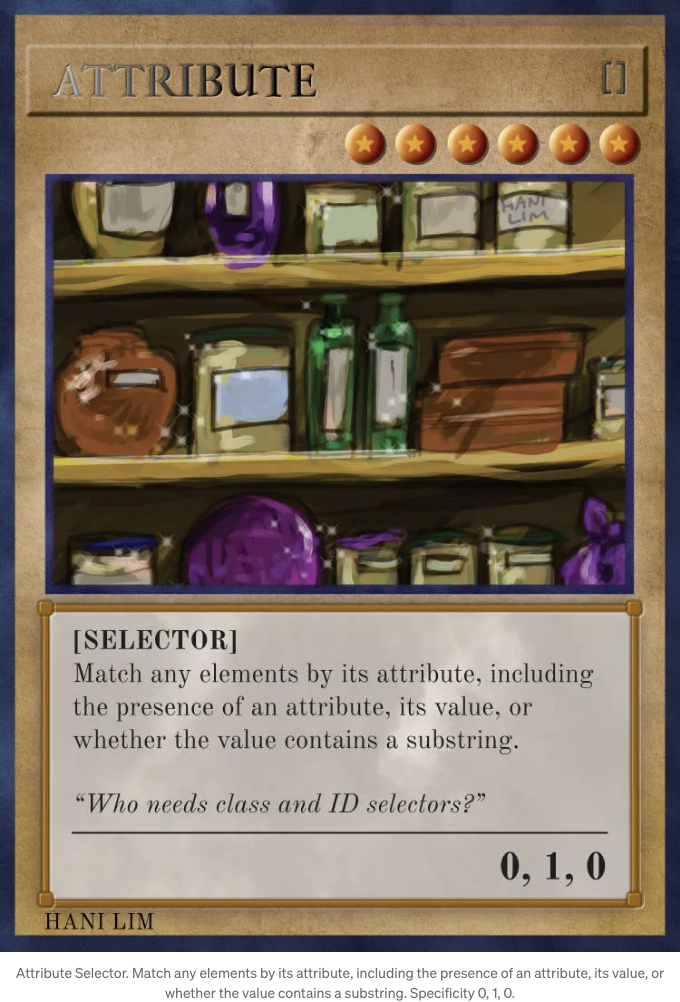 ATTRIBUTE []
HANI
LIM
[SELECTOR]
Match any elements by its attribute, including
the presence of an attribute, its value, or
whether the value contains a substring.
“Who needs class and ID selectors?”
0, 1, 0
HANI LIM
Attribute Selector. Match any elements by its attribute, including the presence of an attribute, its value, or
whether the value contains a substring. Specificity 0, 1, 0.